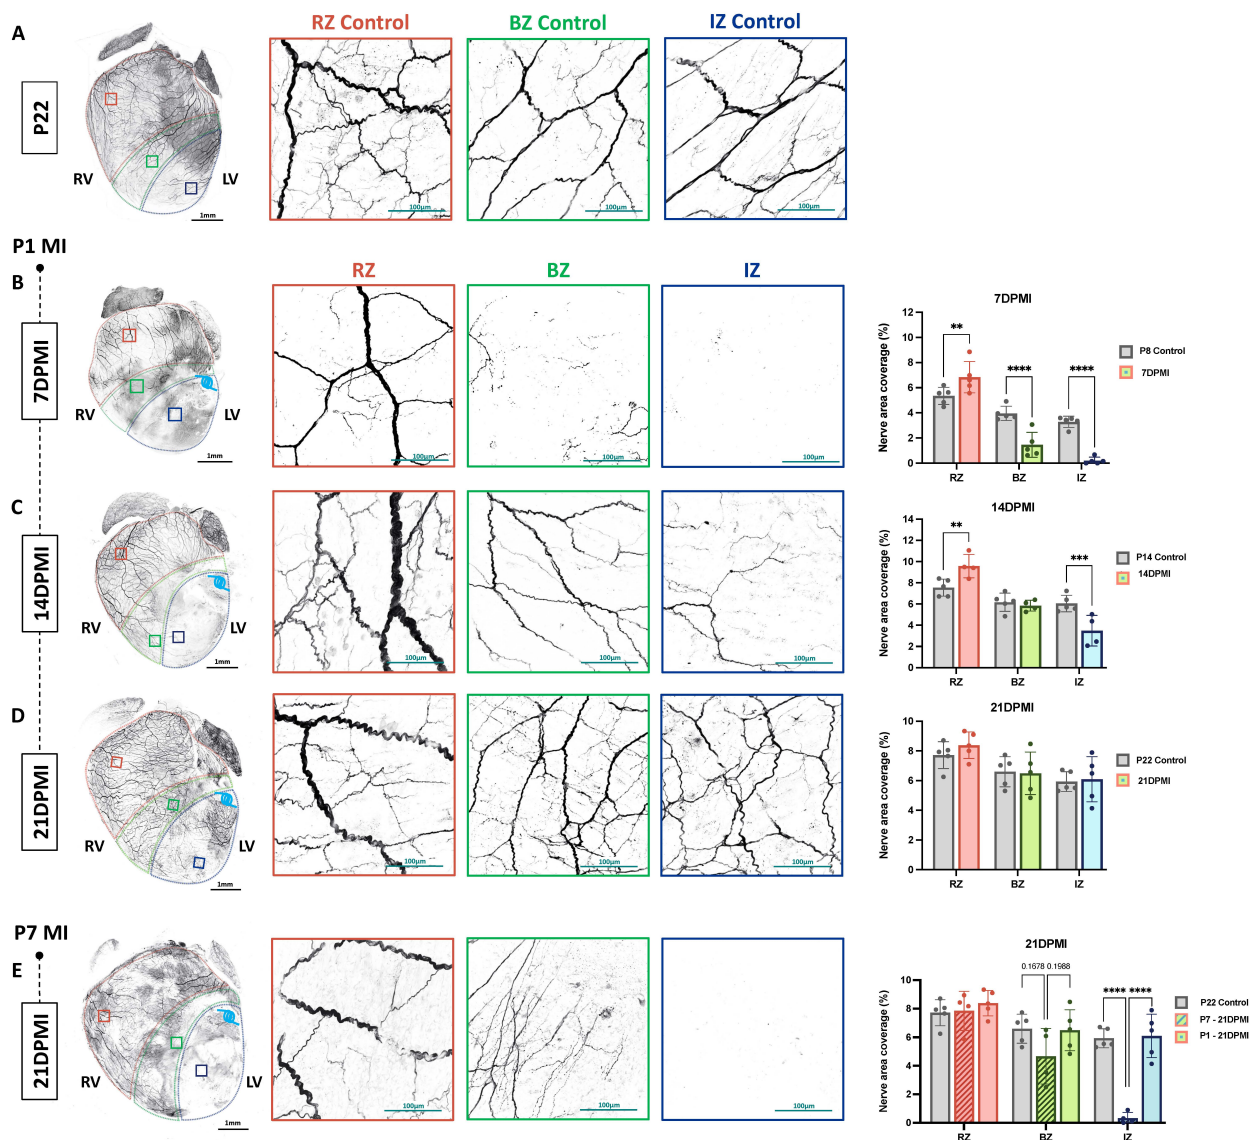 A
P22
RZ Control
BZ Control
IZ Control
RV
LV
1mm
100μm
100μm
100μm
P1 MI
B
7DPMI
RZ
BZ
IZ
RV
LV
1mm
100μm
100μm
100μm
7DPMI
Nerve area coverage (%)
12
10
8
6
4
2
0
**
****
****
RZ
BZ
IZ
P8 Control
7DPMI
C
14DPMI
RV
LV
1mm
100μm
100μm
100μm
14DPMI
Nerve area coverage (%)
14
12
10
8
6
4
2
0
**
***
RZ
BZ
IZ
P14 Control
14DPMI
D
21DPMI
RV
LV
1mm
100μm
100μm
100μm
21DPMI
Nerve area coverage (%)
10
8
6
4
2
0
RZ
BZ
IZ
P22 Control
21DPMI
P7 MI
E
21DPMI
RV
LV
1mm
100μm
100μm
100μm
21DPMI
Nerve area coverage (%)
10
8
6
4
2
0
0.1678
0.1988
****
****
RZ
BZ
IZ
P22 Control
P7 - 21DPMI
P1 - 21DPMI